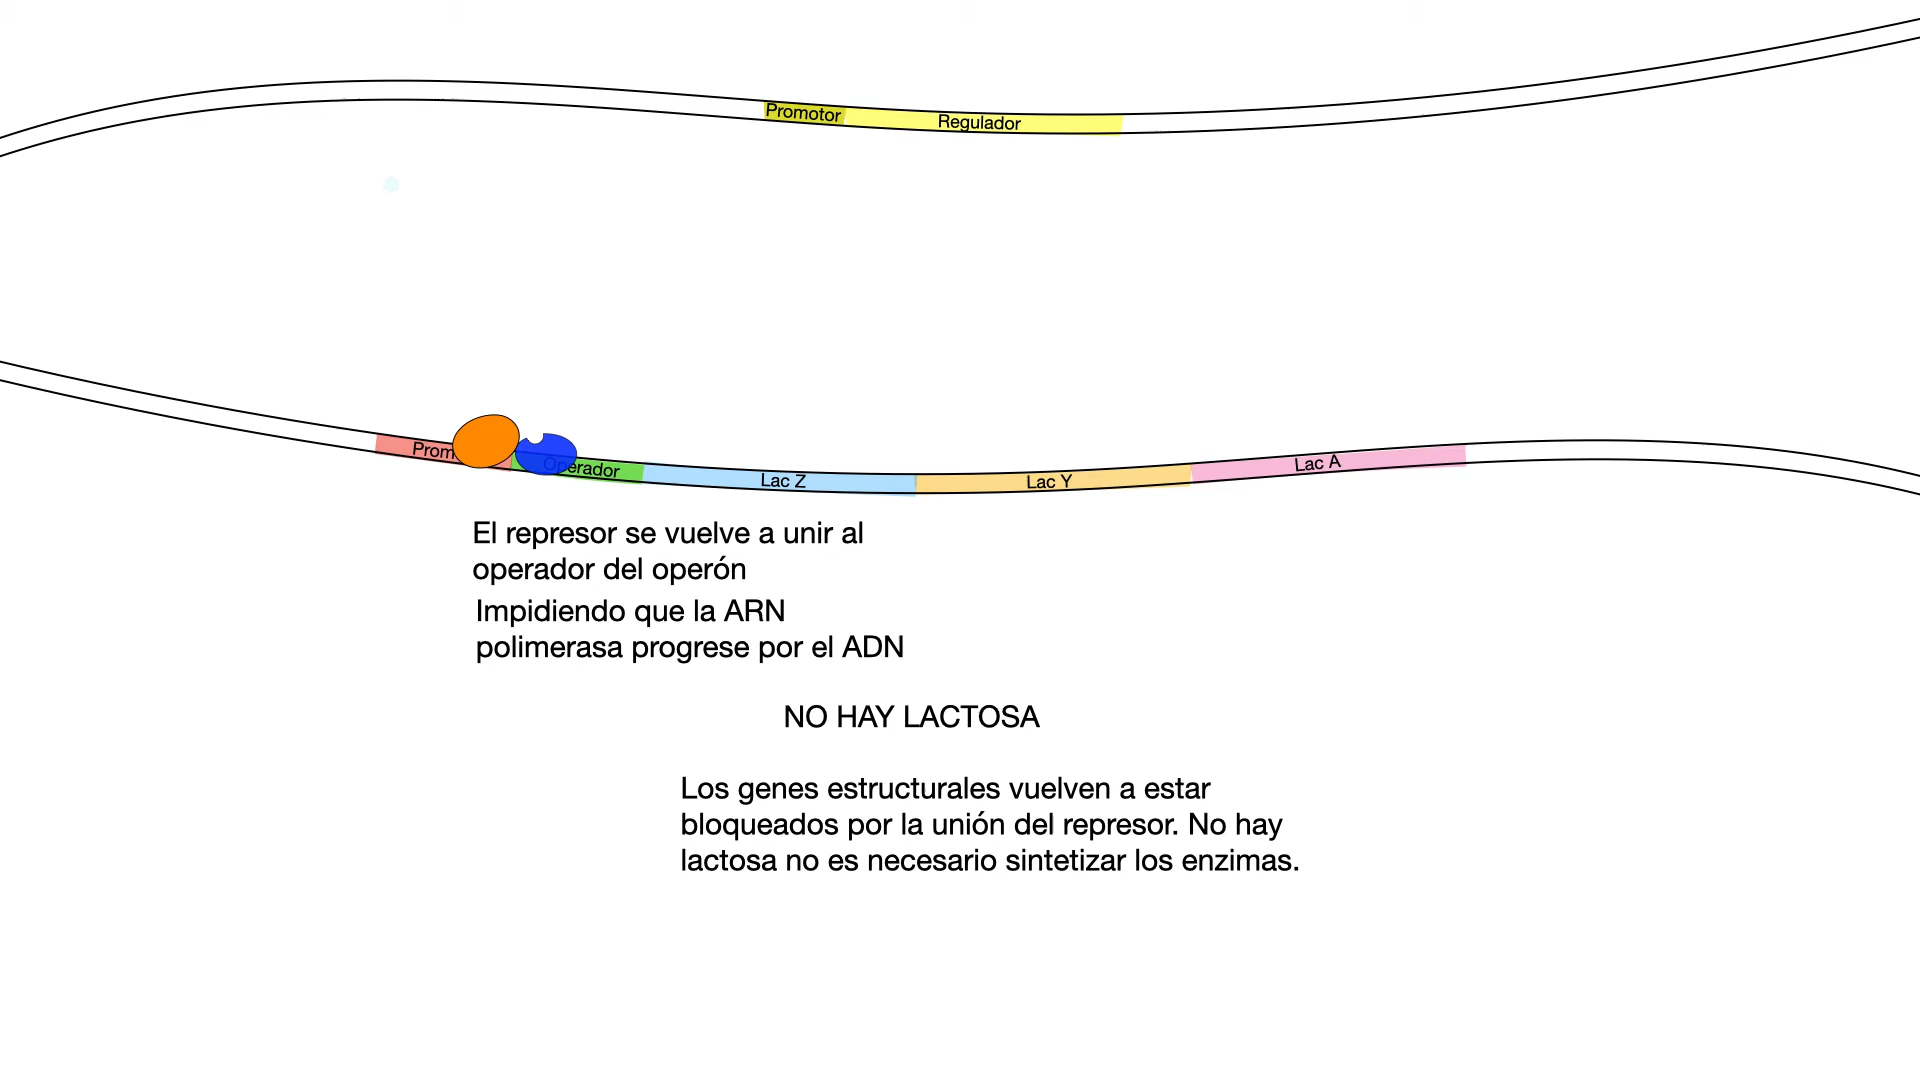 Promotor
Regulador
Prom
Operador
Lac Z
Lac Y
Lac A
El represor se vuelve a unir al
operador del operón
Impidiendo que la ARN
polimerasa progrese por el ADN
NO HAY LACTOSA
Los genes estructurales vuelven a estar
bloqueados por la unión del represor. No hay
lactosa no es necesario sintetizar los enzimas.